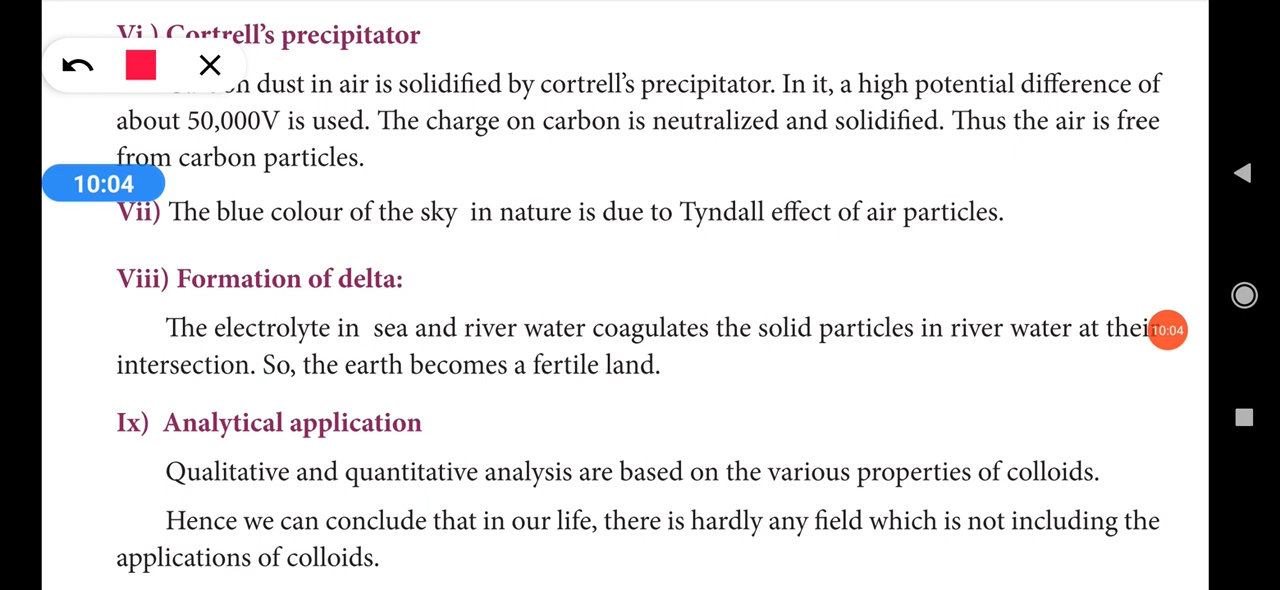 Vi.) Cortrell's precipitator
dust in air is solidified by cortrell's precipitator. In it, a high potential difference of
about 50,000V is used. The charge on carbon is neutralized and solidified. Thus the air is free
from carbon particles.
10:04
Vii) The blue colour of the sky in nature is due to Tyndall effect of air particles.
Viii) Formation of delta:
The electrolyte in sea and river water coagulates the solid particles in river water at their
10:04
intersection. So, the earth becomes a fertile land.
Ix) Analytical application
Qualitative and quantitative analysis are based on the various properties of colloids.
Hence we can conclude that in our life, there is hardly any field which is not including the
applications of colloids.